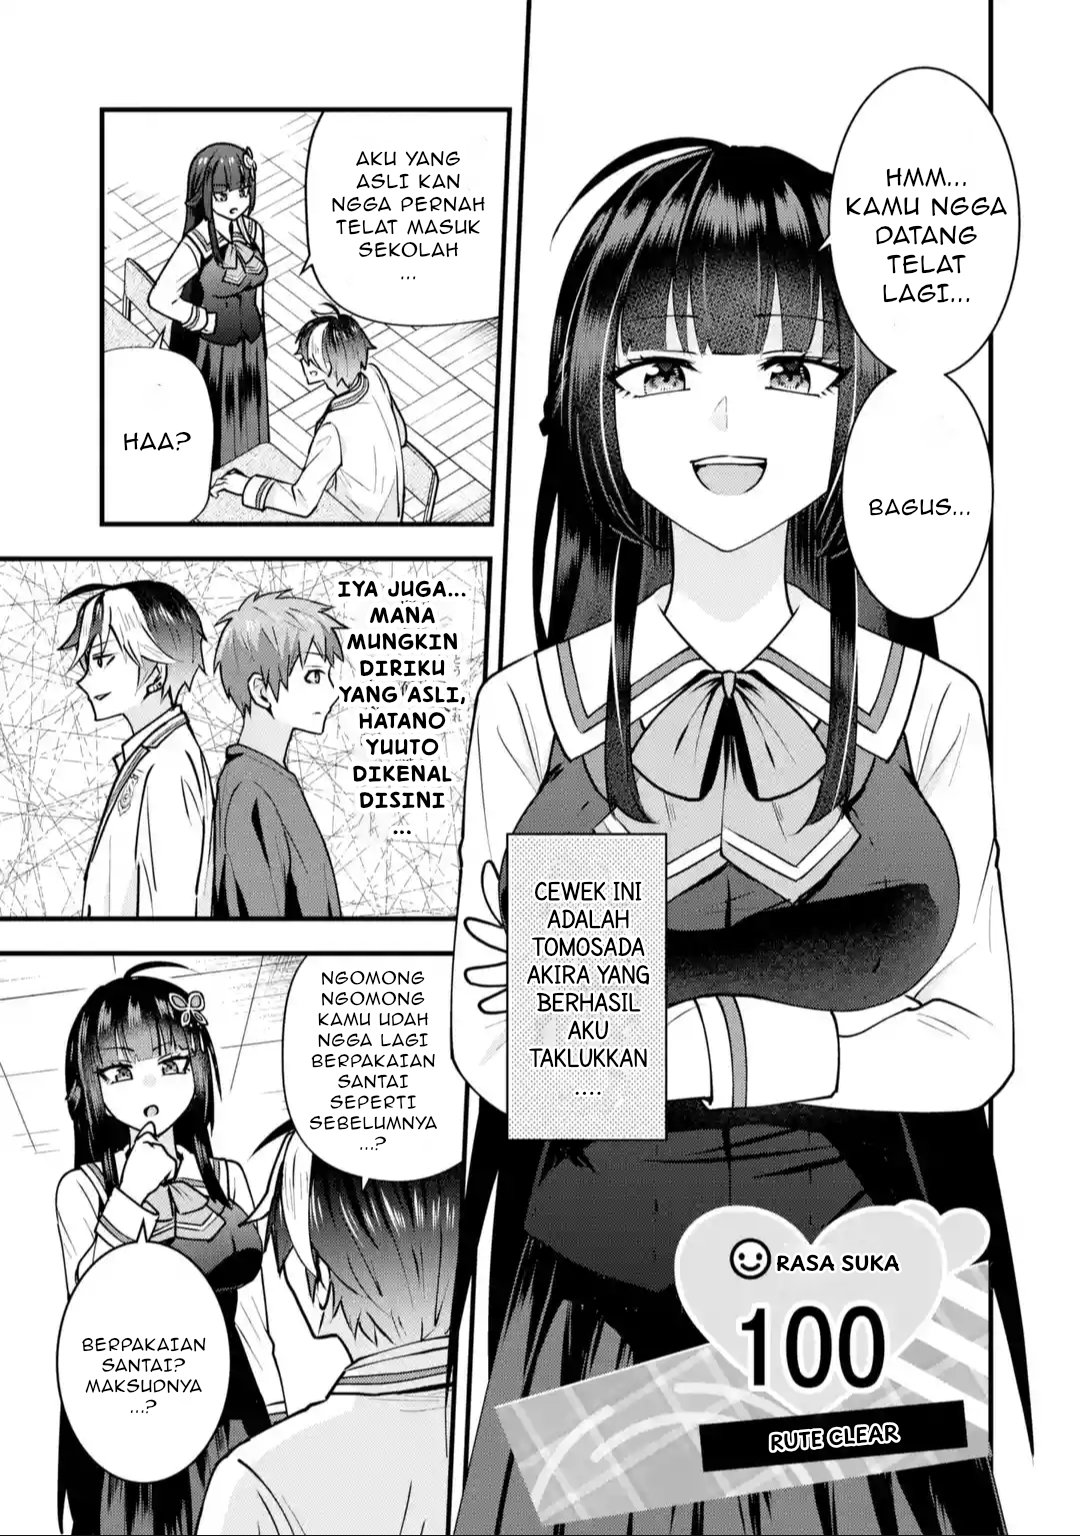 HMM...
KAMU NGGA
DATANG
TELAT
LAGI...
BAGUS...
CEWEK INI
ADALAH
TOMOSADA
AKIRA YANG
BERHASIL
AKU
TAKLUKKAN
....
RASA SUKA
100
RUTE CLEAR
AKU YANG
ASLI KAN
NGGA PERNAH
TELAT MASUK
SEKOLAH
...
HAA?
IYA JUGA...
MANA
MUNGKIN
DIRIKU
YANG ASLI,
HATANO
YUUTO
DIKENAL
DISINI
...
NGOMONG
NGOMONG
KAMU UDAH
NGGA LAGI
BERPAKAIAN
SANTAI
SEPERTI
SEBELUMNYA
...?
BERPAKAIAN
SANTAI?
MAKSUDNYA
...?